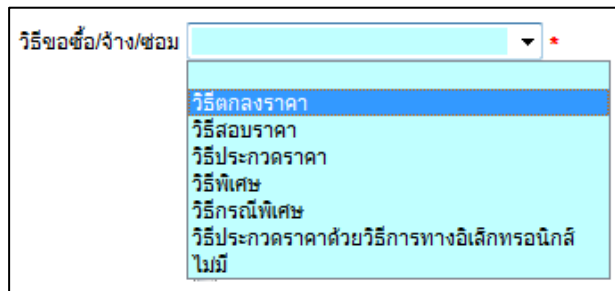 วิธีขอซื้อ/จ้าง/ซ่อม *
วิธีตกลงราคา
วิธีสอบราคา
วิธีประกวดราคา
วิธีพิเศษ
วิธีกรณีพิเศษ
วิธีประกวดราคาด้วยวิธีการทางอิเล็กทรอนิกส์
ไม่มี